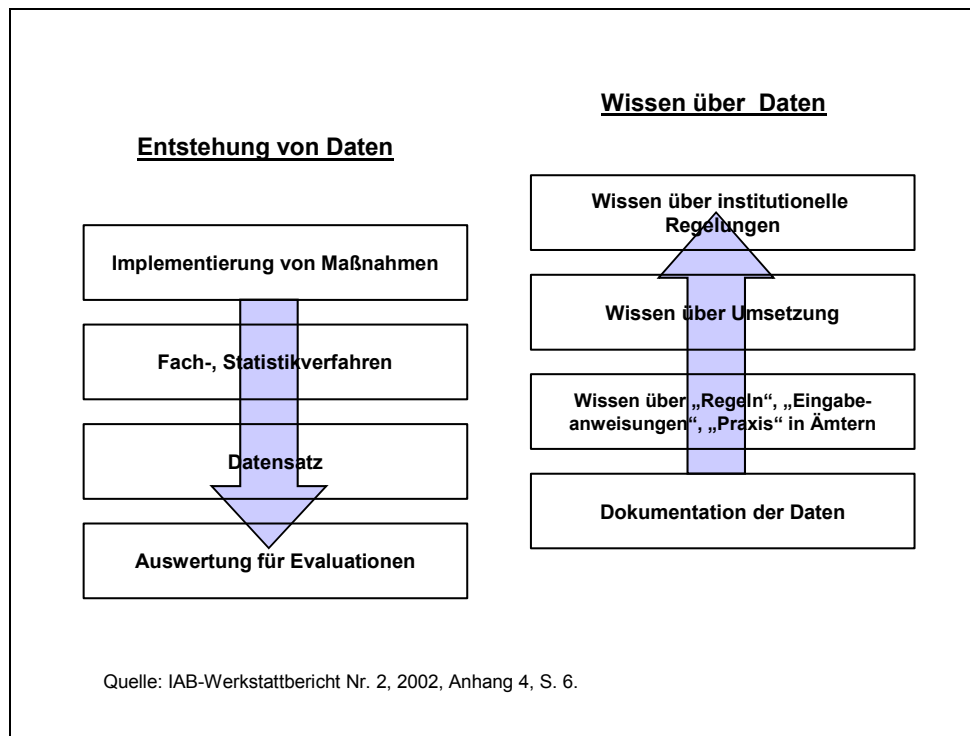 Entstehung von Daten
Implementierung von Maßnahmen
Fach-, Statistikverfahren
Datensatz
Auswertung für Evaluationen
Wissen über Daten
Wissen über institutionelle
Regelungen
Wissen über Umsetzung
Wissen über „Regeln“, „Eingabe-
anweisungen“, „Praxis“ in Ämtern
Dokumentation der Daten
Quelle: IAB-Werkstattbericht Nr. 2, 2002, Anhang 4, S. 6.